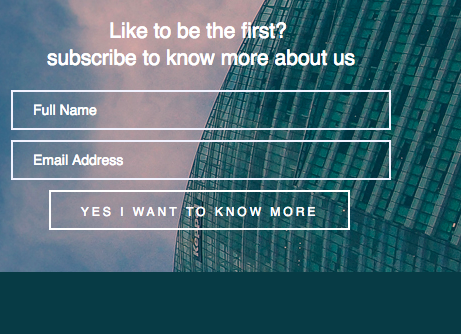 Like to be the first?
subscribe to know more about us
Full Name
Email Address
YES I WANT TO KNOW MORE